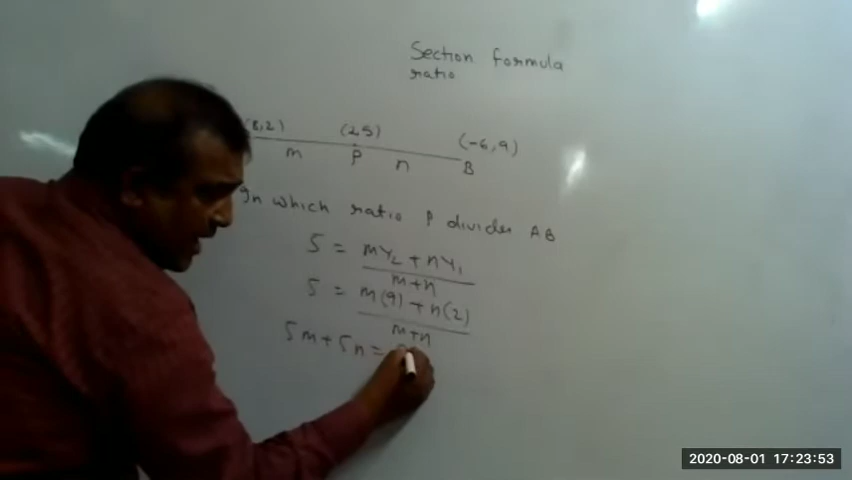 Section formula
ratio
(8,2) (2,5) (-6,9)
m P n B
In which ratio P divides AB
5 = my₂ + ny₁
m+n
5 = m(9) + n(2)
m+n
5m+5n=
2020-08-01 17:23:53